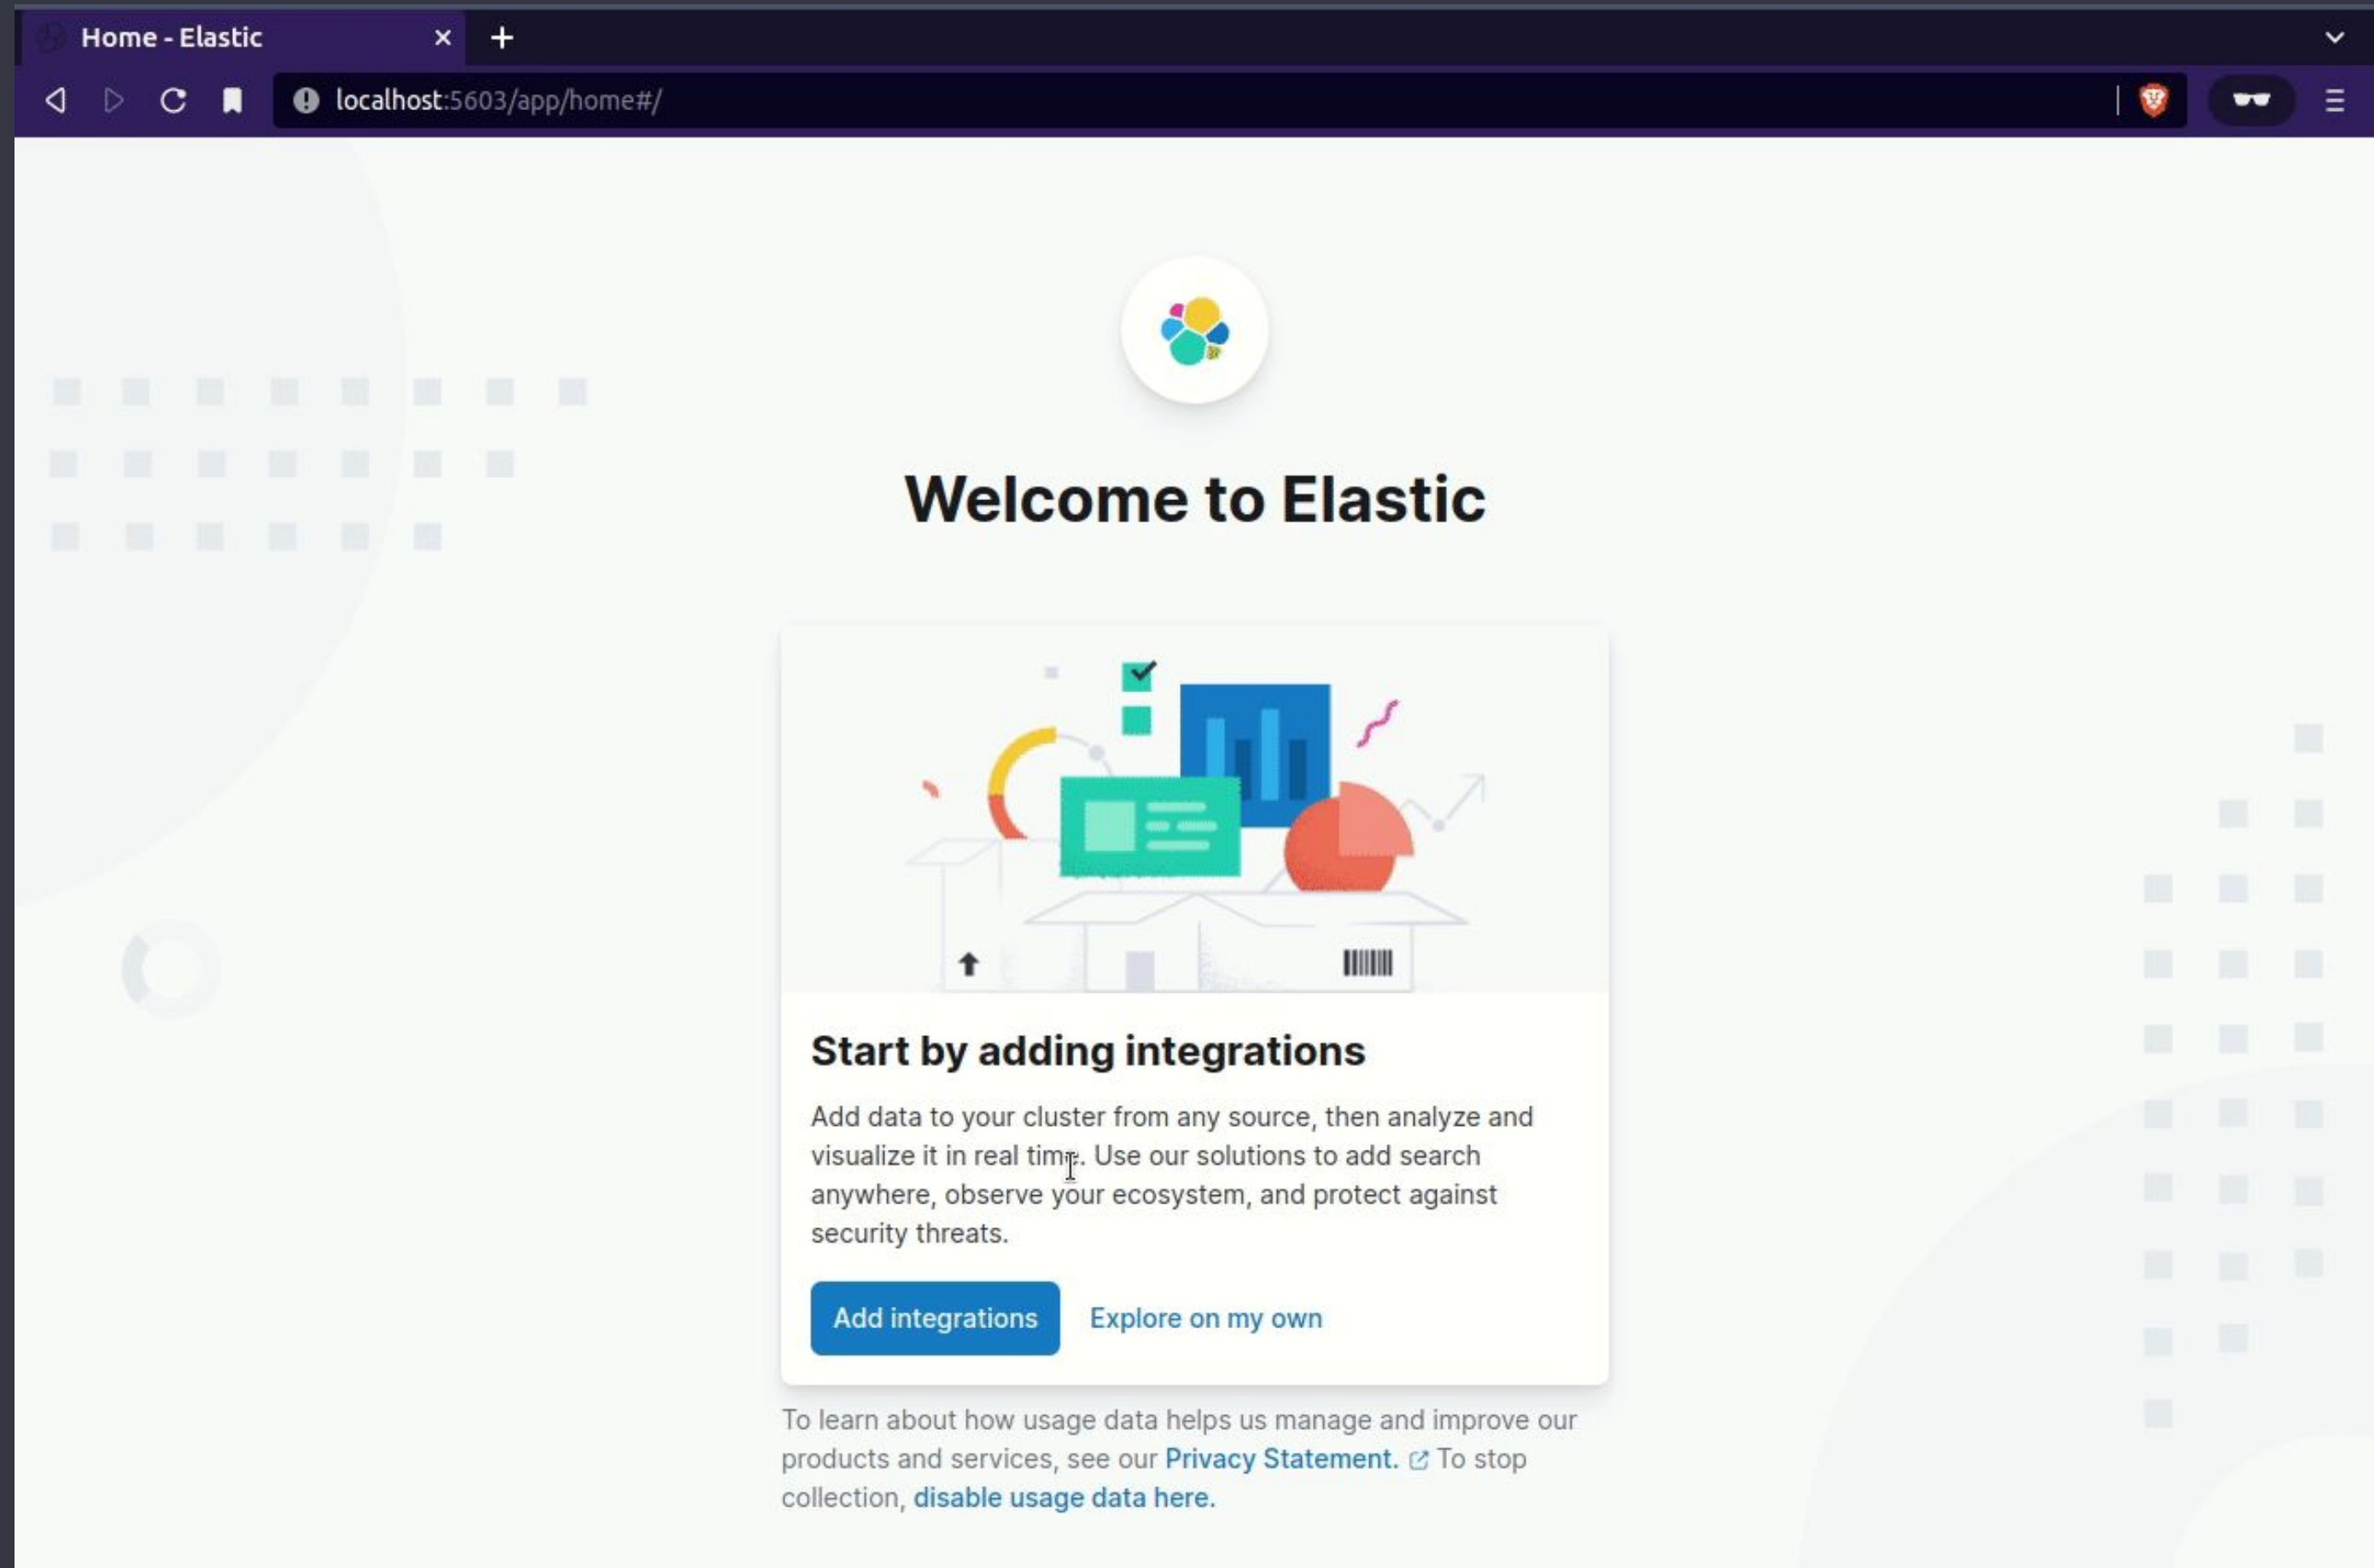 Home - Elastic
localhost:5603/app/home#/
Welcome to Elastic
Start by adding integrations
Add data to your cluster from any source, then analyze and
visualize it in real time. Use our solutions to add search
anywhere, observe your ecosystem, and protect against
security threats.
Add integrations
Explore on my own
To learn about how usage data helps us manage and improve our
products and services, see our Privacy Statement. To stop
collection, disable usage data here.